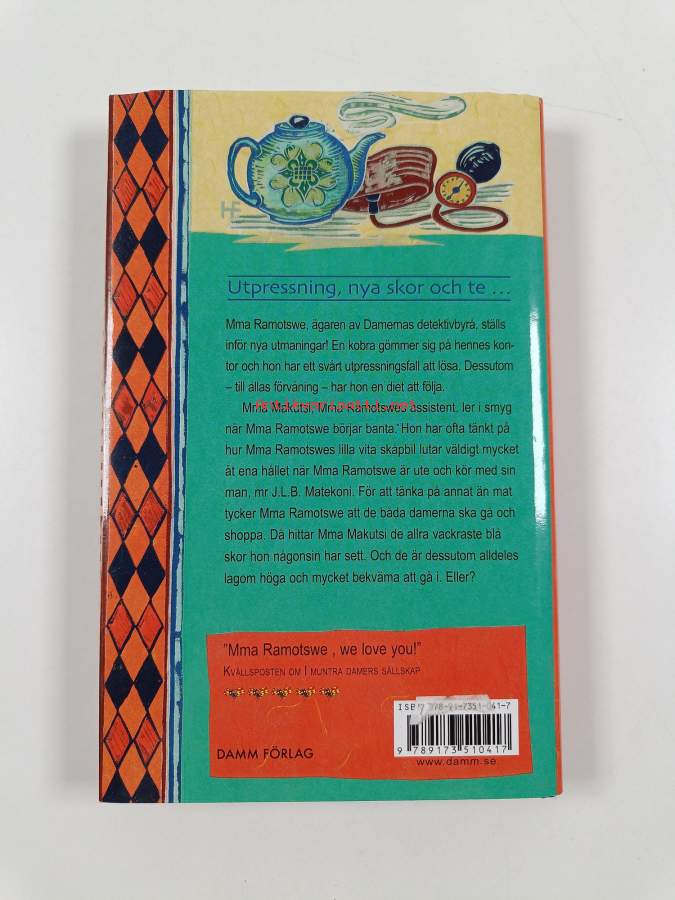 HF
Utpressning, nya skor och te ...
Mma Ramotswe, ägaren av Damernas detektivbyrå, ställs
inför nya utmaningar! En kobra gömmer sig på hennes kon-
tor och hon har ett svårt utpressningsfall att lösa. Dessutom
– till allas förvåning – har hon en diet att följa.
Mma Makutsi, Mma Ramotswes assistent, ler i smyg
när Mma Ramotswe börjar banta. Hon har ofta tänkt på
hur Mma Ramotswes lilla vita skåpbil lutar väldigt mycket
åt ena hållet när Mma Ramotswe är ute och kör med sin
man, mr J.L.B. Matekoni. För att tänka på annat än mat
tycker Mma Ramotswe att de båda damerna ska gå och
shoppa. Då hittar Mma Makutsi de allra vackraste blå
skor hon någonsin har sett. Och de är dessutom alldeles
lagom höga och mycket bekväma att gå i. Eller?
"Mma Ramotswe , we love you!"
Kvällsposten om I muntra damers sällskap
ISBN 978-91-7351-041-7
9 789173 510417
DAMM FÖRLAG
www.damm.se